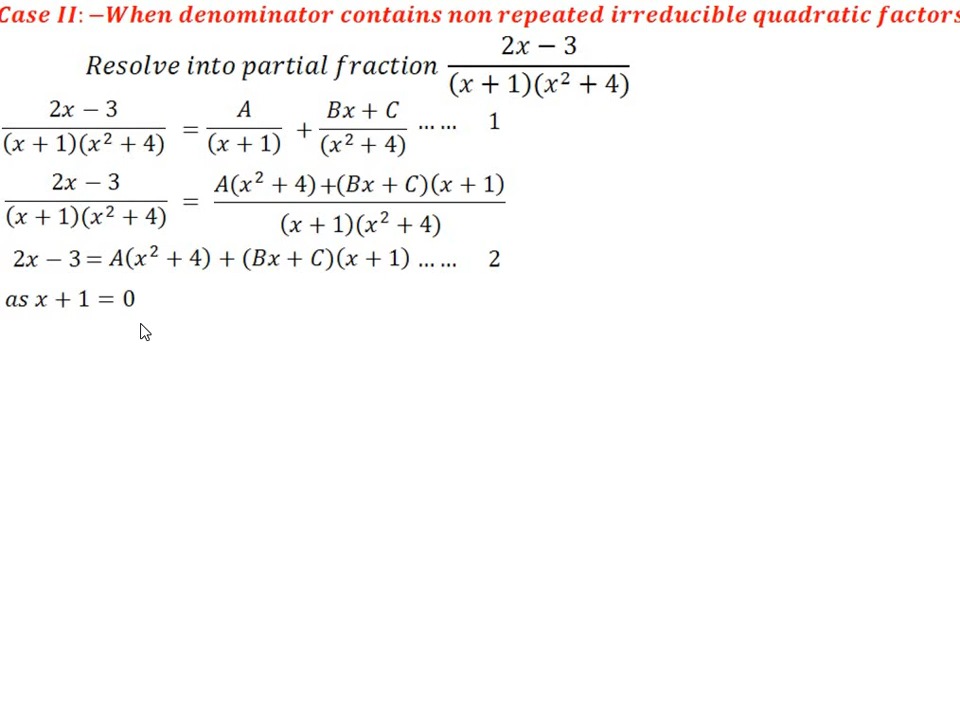 Case II: −When denominator contains non repeated irreducible quadratic factors
Resolve into partial fraction (2x − 3)/((x + 1)(x² + 4))
(2x − 3)/((x + 1)(x² + 4)) = A/(x + 1) + (Bx + C)/(x² + 4) ... ... 1
(2x − 3)/((x + 1)(x² + 4)) = (A(x² + 4)+(Bx + C)(x + 1))/((x + 1)(x² + 4))
2x − 3 = A(x² + 4) + (Bx + C)(x + 1) ... ... 2
as x + 1 = 0